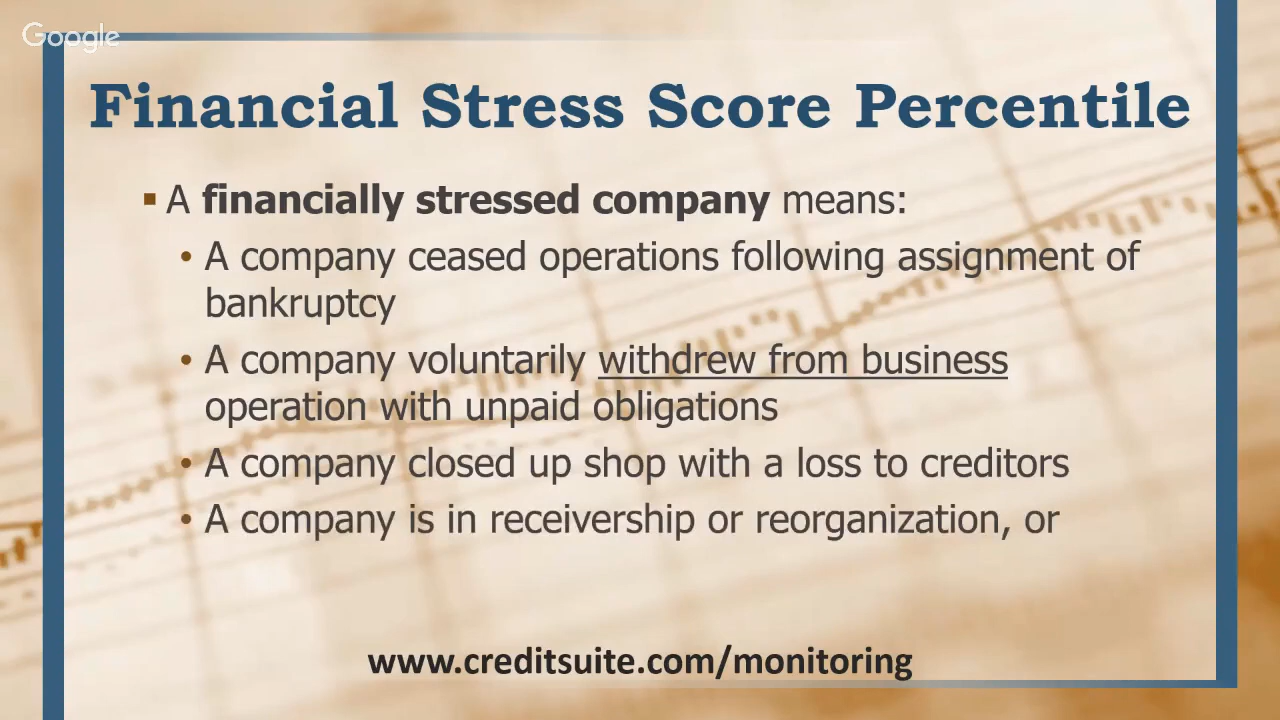 Google
Financial Stress Score Percentile
▪ A financially stressed company means:
• A company ceased operations following assignment of
bankruptcy
• A company voluntarily withdrew from business
operation with unpaid obligations
• A company closed up shop with a loss to creditors
• A company is in receivership or reorganization, or
www.creditsuite.com/monitoring